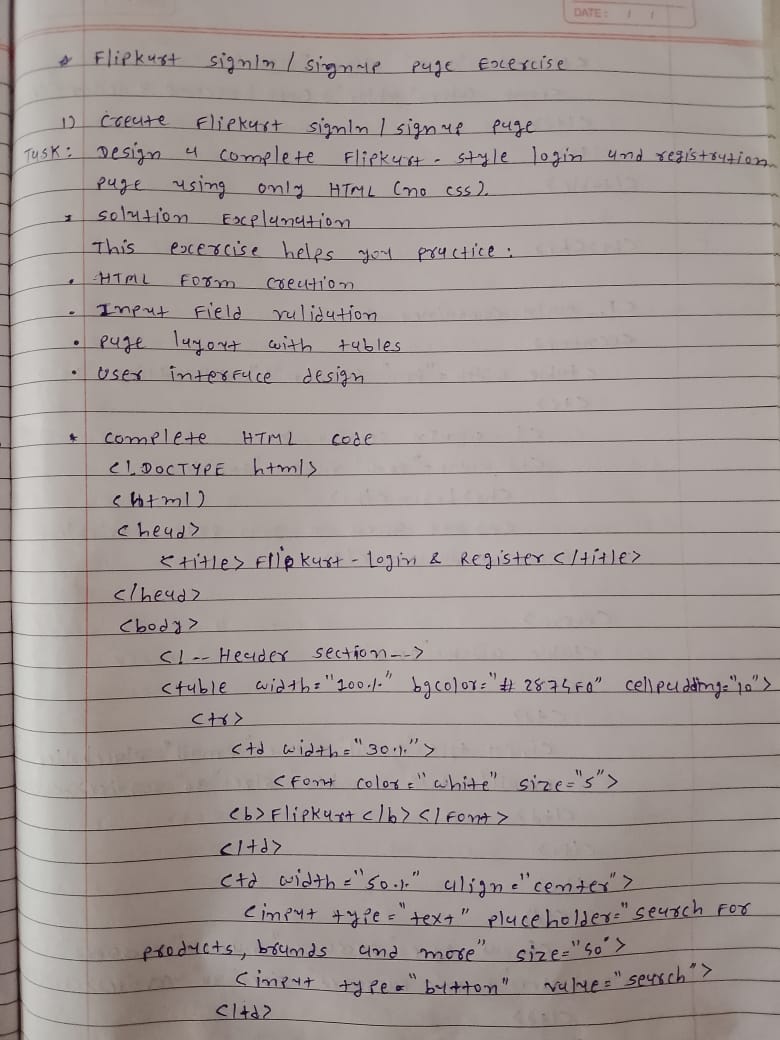 DATE: / /
* Flipkart signIn / signup page Excercise
1) Create Flipkart signIn / signup page
Task: Design a complete Flipkart - style login and registration
page using only HTML (no css).
* solution Explanation
This excercise helps you practice :
• HTML Form creation
• Input Field validation
• page layout with tables
• User interface design
* complete HTML code
<!DOCTYPE html>
<html>
<head>
<title> Flipkart - Login & Register </title>
</head>
<body>
<!-- Header section -->
<table width="100%" bgcolor="#2874F0" cellpadding="10">
<tr>
<td width="30%">
<font color="white" size="5">
<b> Flipkart </b> </font>
</td>
<td width="50%" align="center">
<input type="text" placeholder="search for
products, brands and more" size="50">
<input type="button" value="search">
</td>